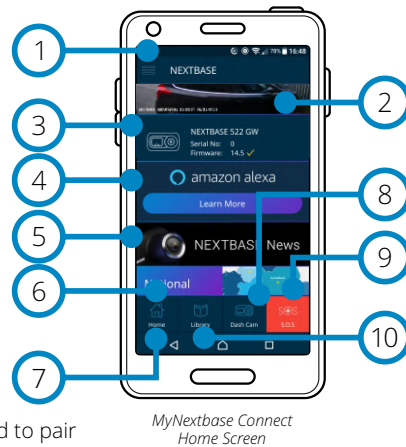 1
78% 16:48
NEXTBASE
2
3
NEXTBASE 522 GW
Serial No: 0
Firmware: 14.5
4
amazon alexa
Learn More
8
5
NEXTBASE News
9
6
Home
Library
Dash Cam
SOS
S.O.S
10
7
d to pair
MyNextbase Connect
Home Screen